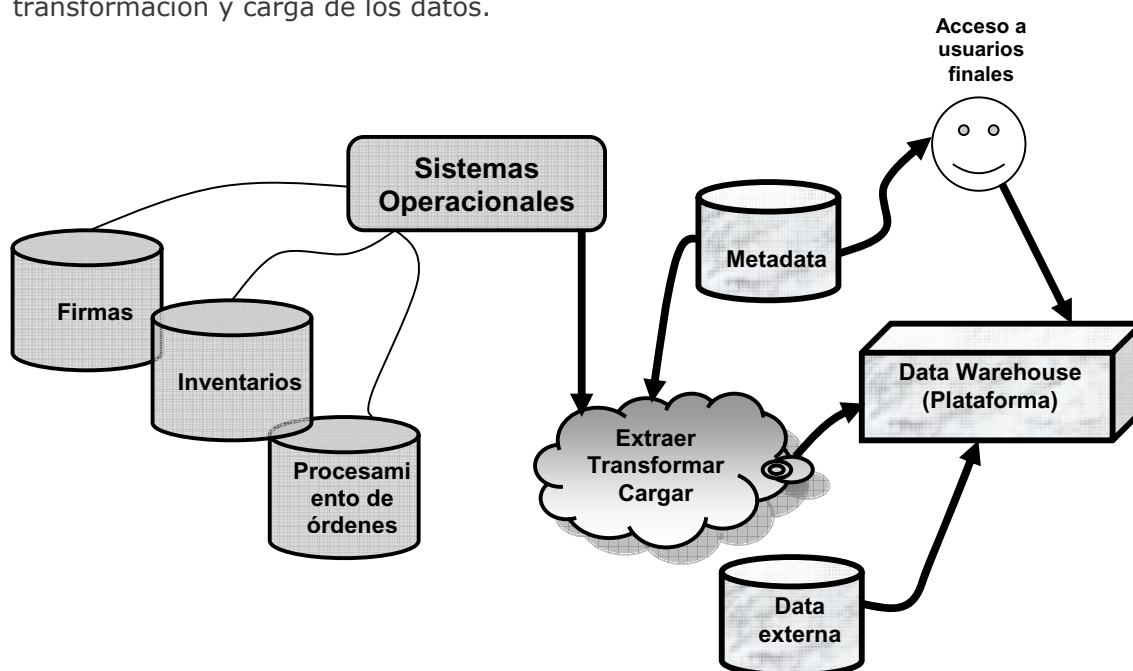 transformación y carga de los datos.
Acceso a
usuarios
finales
Sistemas
Operacionales
Metadata
Firmas
Inventarios
Data Warehouse
(Plataforma)
Extraer
Transformar
Cargar
Procesami
ento de
órdenes
Data
externa